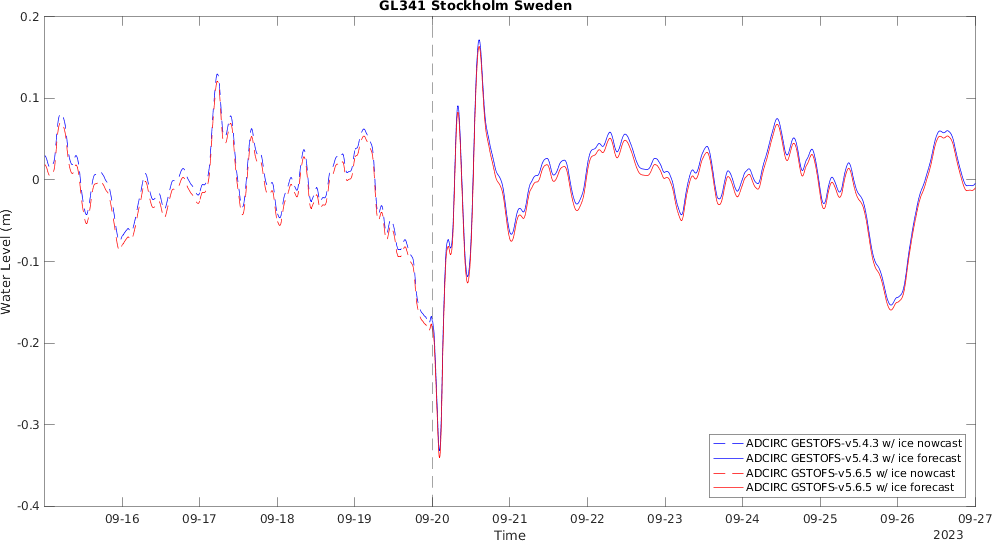 GL341 Stockholm Sweden
0.2
0.1
0
-0.1
-0.2
-0.3
-0.4
Water Level (m)
ADCIRC GESTOFS-v5.4.3 w/ ice nowcast
ADCIRC GESTOFS-v5.4.3 w/ ice forecast
ADCIRC GSTOFS-v5.6.5 w/ ice nowcast
ADCIRC GSTOFS-v5.6.5 w/ ice forecast
09-16 09-17 09-18 09-19 09-20 09-21 09-22 09-23 09-24 09-25 09-26 09-27
Time
2023